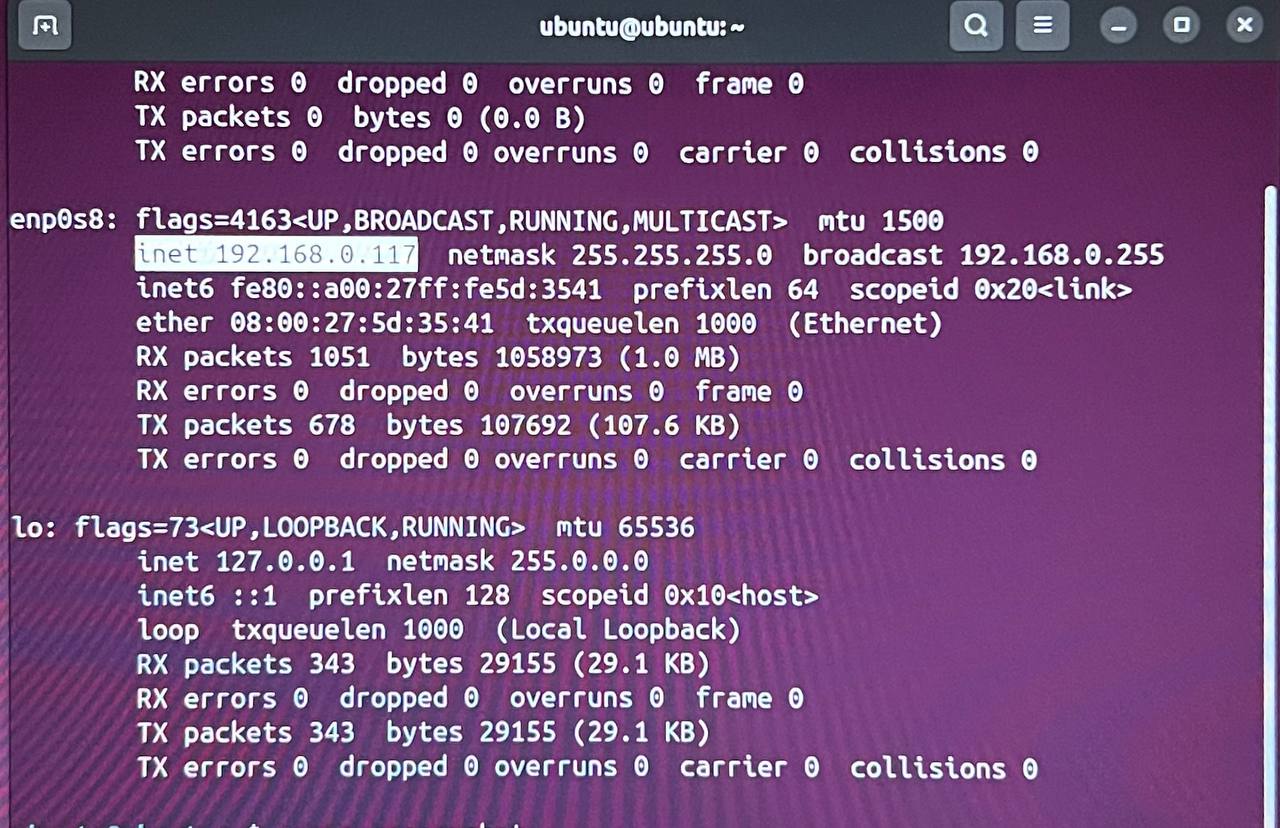 ubuntu@ubuntu: ~
RX errors 0 dropped 0 overruns 0 frame 0
TX packets 0 bytes 0 (0.0 B)
TX errors 0 dropped 0 overruns 0 carrier 0 collisions 0
enp0s8: flags=4163<UP,BROADCAST,RUNNING,MULTICAST> mtu 1500
inet 192.168.0.117 netmask 255.255.255.0 broadcast 192.168.0.255
inet6 fe80::a00:27ff:fe5d:3541 prefixlen 64 scopeid 0x20<link>
ether 08:00:27:5d:35:41 txqueuelen 1000 (Ethernet)
RX packets 1051 bytes 1058973 (1.0 MB)
RX errors 0 dropped 0 overruns 0 frame 0
TX packets 678 bytes 107692 (107.6 KB)
TX errors 0 dropped 0 overruns 0 carrier 0 collisions 0
lo: flags=73<UP,LOOPBACK,RUNNING> mtu 65536
inet 127.0.0.1 netmask 255.0.0.0
inet6 ::1 prefixlen 128 scopeid 0x10<host>
loop txqueuelen 1000 (Local Loopback)
RX packets 343 bytes 29155 (29.1 KB)
RX errors 0 dropped 0 overruns 0 frame 0
TX packets 343 bytes 29155 (29.1 KB)
TX errors 0 dropped 0 overruns 0 carrier 0 collisions 0